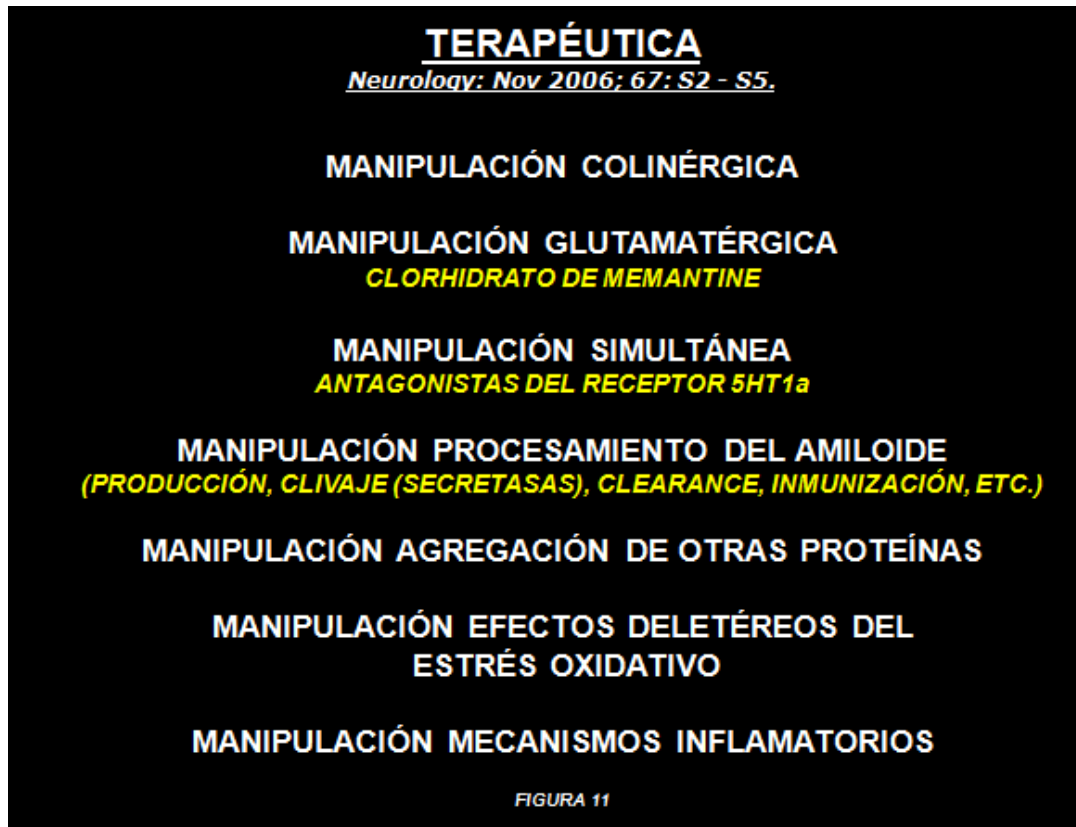 TERAPÉUTICA
Neurology: Nov 2006; 67: S2 - S5.
MANIPULACIÓN COLINÉRGICA
MANIPULACIÓN GLUTAMATÉRGICA
CLORHIDRATO DE MEMANTINE
MANIPULACIÓN SIMULTÁNEA
ANTAGONISTAS DEL RECEPTOR 5HT1a
MANIPULACIÓN PROCESAMIENTO DEL AMILOIDE
(PRODUCCIÓN, CLIVAJE (SECRETASAS), CLEARANCE, INMUNIZACIÓN, ETC.)
MANIPULACIÓN AGREGACIÓN DE OTRAS PROTEÍNAS
MANIPULACIÓN EFECTOS DELETÉREOS DEL
ESTRÉS OXIDATIVO
MANIPULACIÓN MECANISMOS INFLAMATORIOS
FIGURA 11